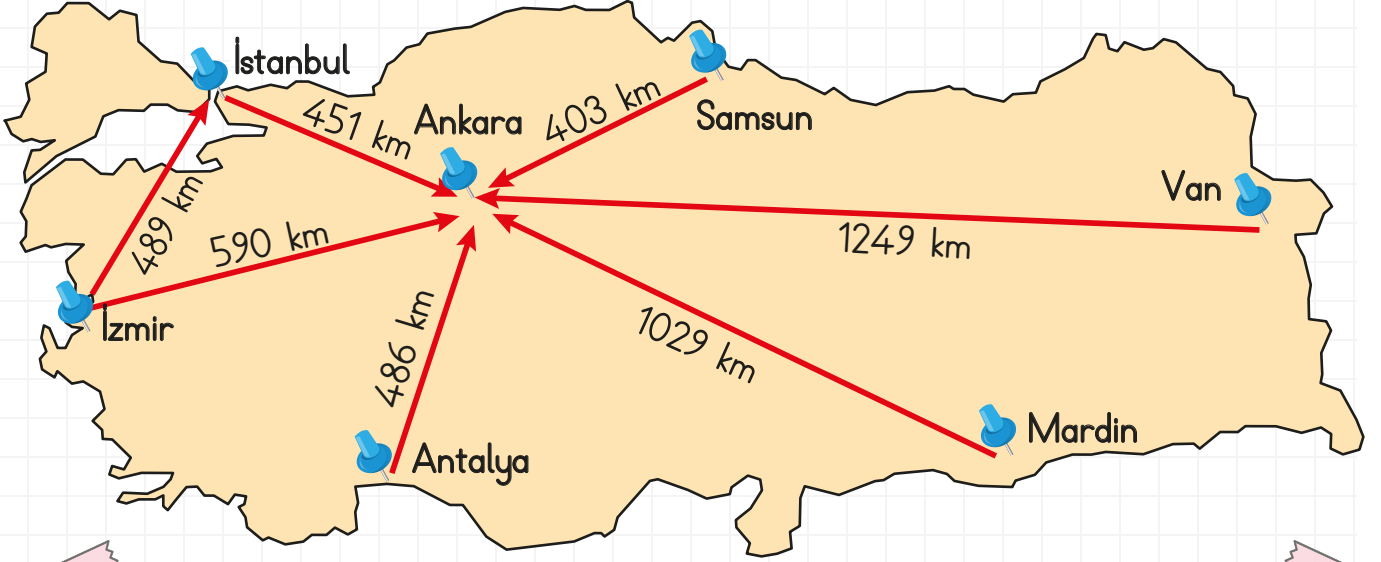 İstanbul
451 km
Ankara
403 km
Samsun
Van
489 km
590 km
1249 km
İzmir
486 km
1029 km
Antalya
Mardin